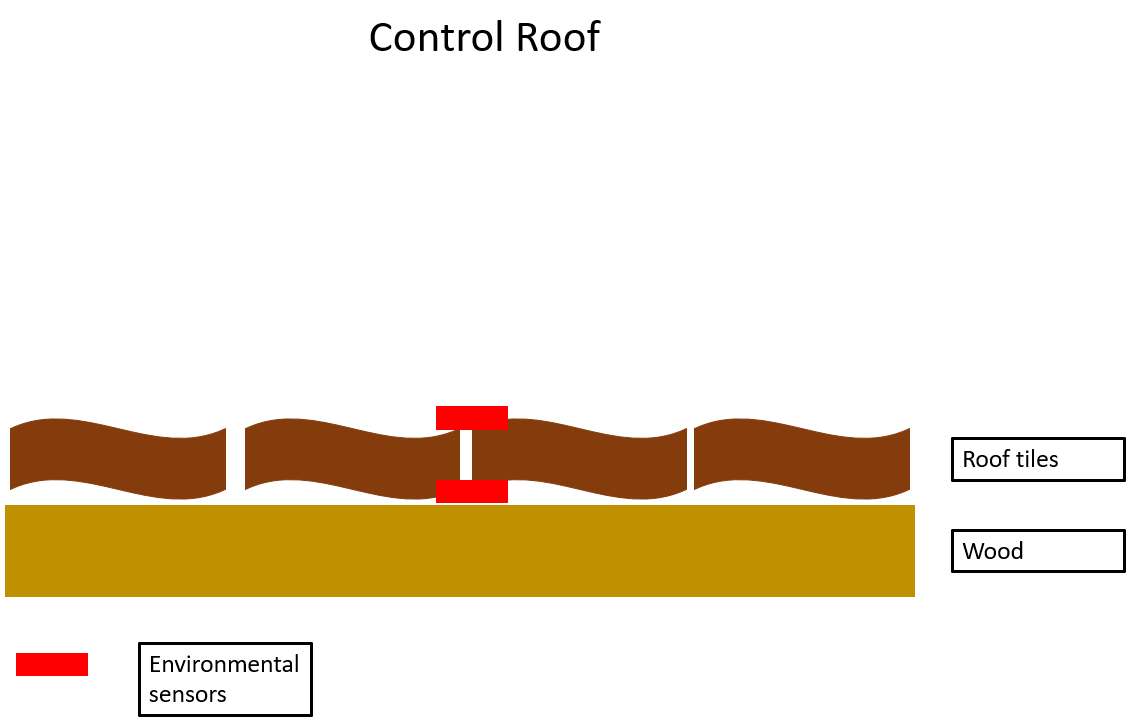 Control Roof
Roof tiles
Wood
Environmental
sensors